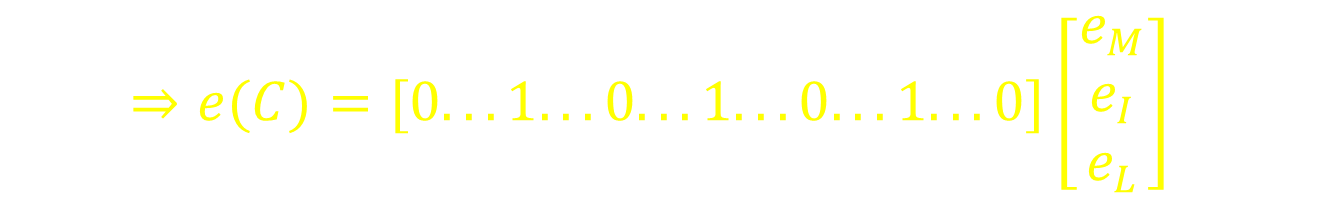 ⇒ e(C) = [0…1…0…1…0…1…0] [e_M e_I e_L]